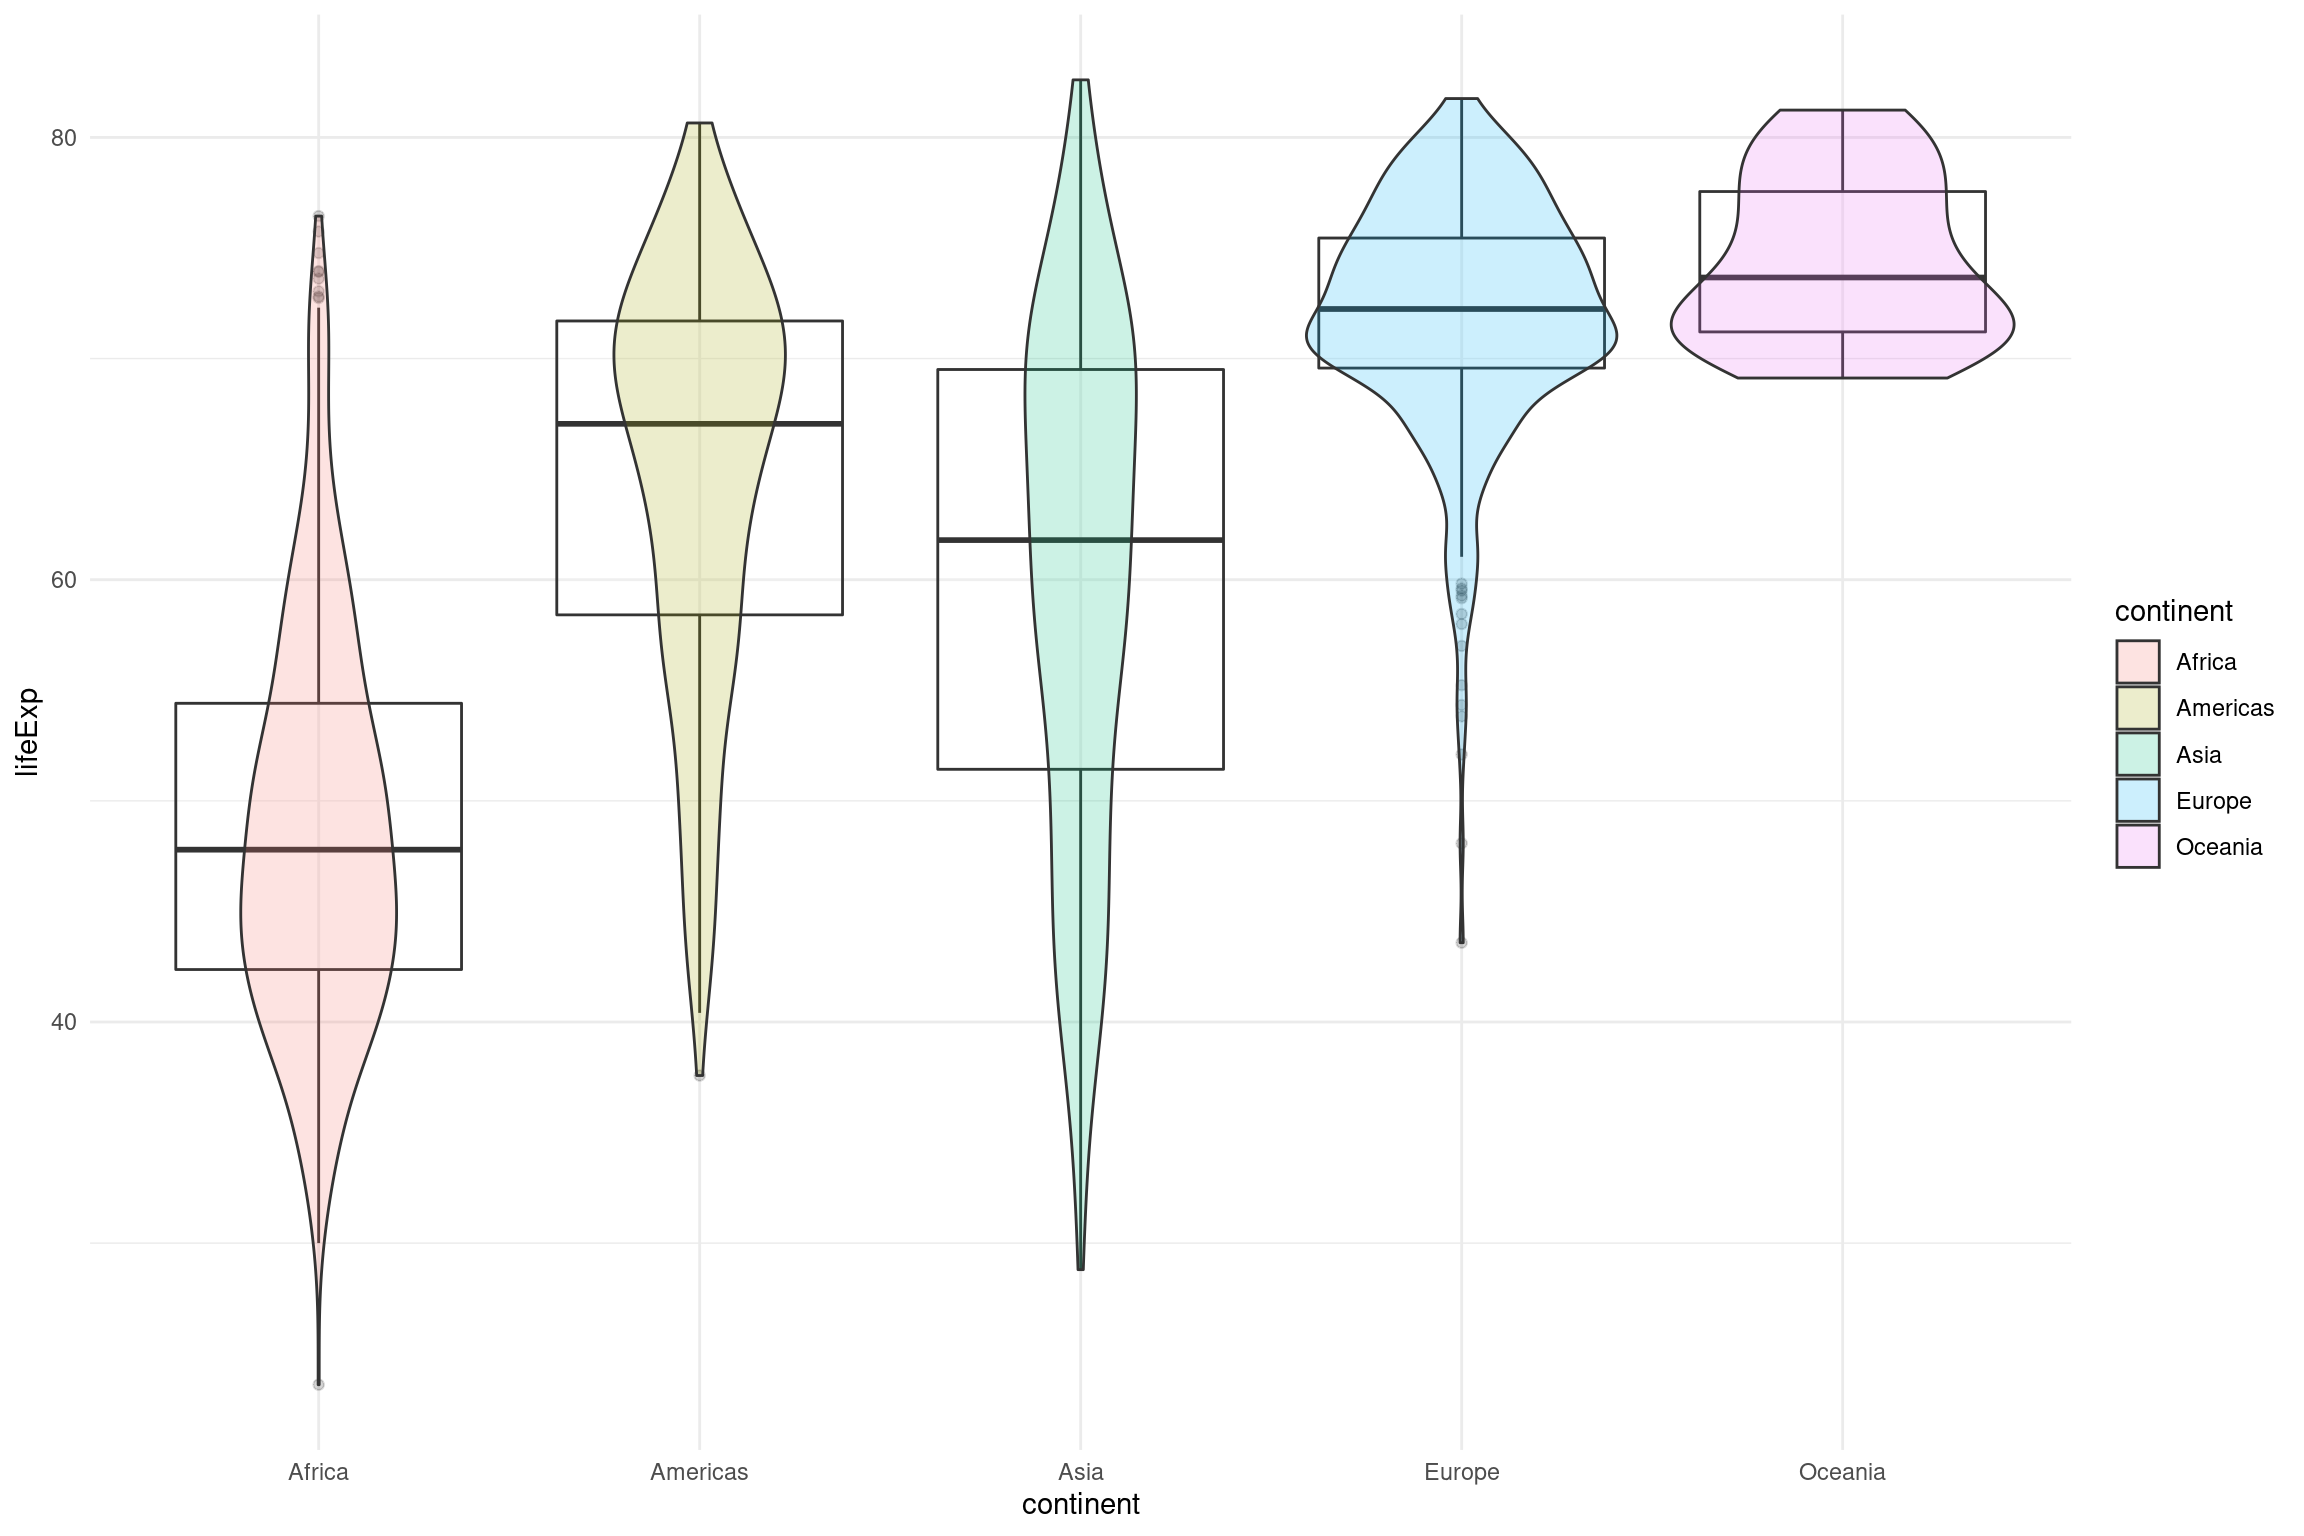 80
60
40
lifeExp
Africa
Americas
Asia
Europe
Oceania
continent
continent
Africa
Americas
Asia
Europe
Oceania